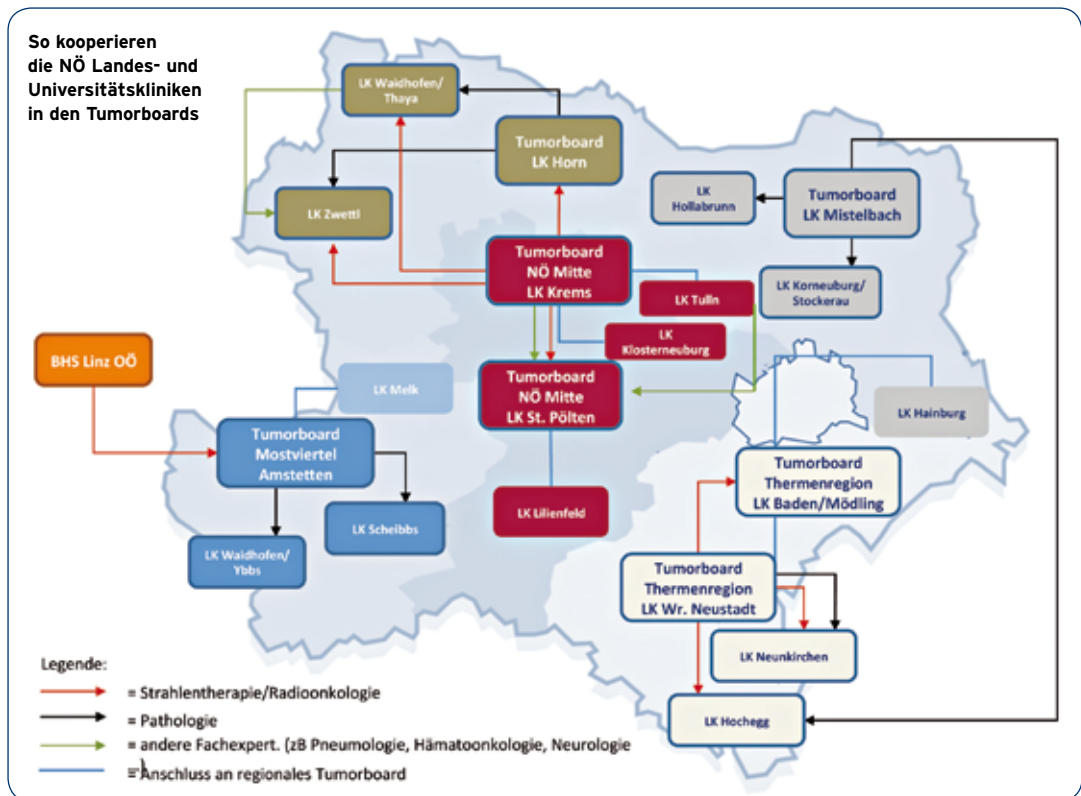 So kooperieren
die NÖ Landes- und
Universitätskliniken
in den Tumorboards
LK Waidhofen/
Thaya
Tumorboard
LK Horn
LK Zwettl
LK
Hollabrunn
Tumorboard
LK Mistelbach
Tumorboard
NÖ Mitte
LK Krems
LK Tulln
LK Korneuburg/
Stockerau
LK
Klosterneuburg
BHS Linz OÖ
Tumorboard
NÖ Mitte
LK St. Pölten
LK Melk
LK Hainburg
Tumorboard
Mostviertel
Amstetten
Tumorboard
Thermenregion
LK Baden/Mödling
LK Scheibbs
LK Lilienfeld
LK Waidhofen/
Ybbs
Tumorboard
Thermenregion
LK Wr. Neustadt
LK Neunkirchen
LK Hochegg
Legende:
= Strahlentherapie/Radioonkologie
= Pathologie
= andere Fachexpert. (zB Pneumologie, Hämatoonkologie, Neurologie
)
= Anschluss an regionales Tumorboard